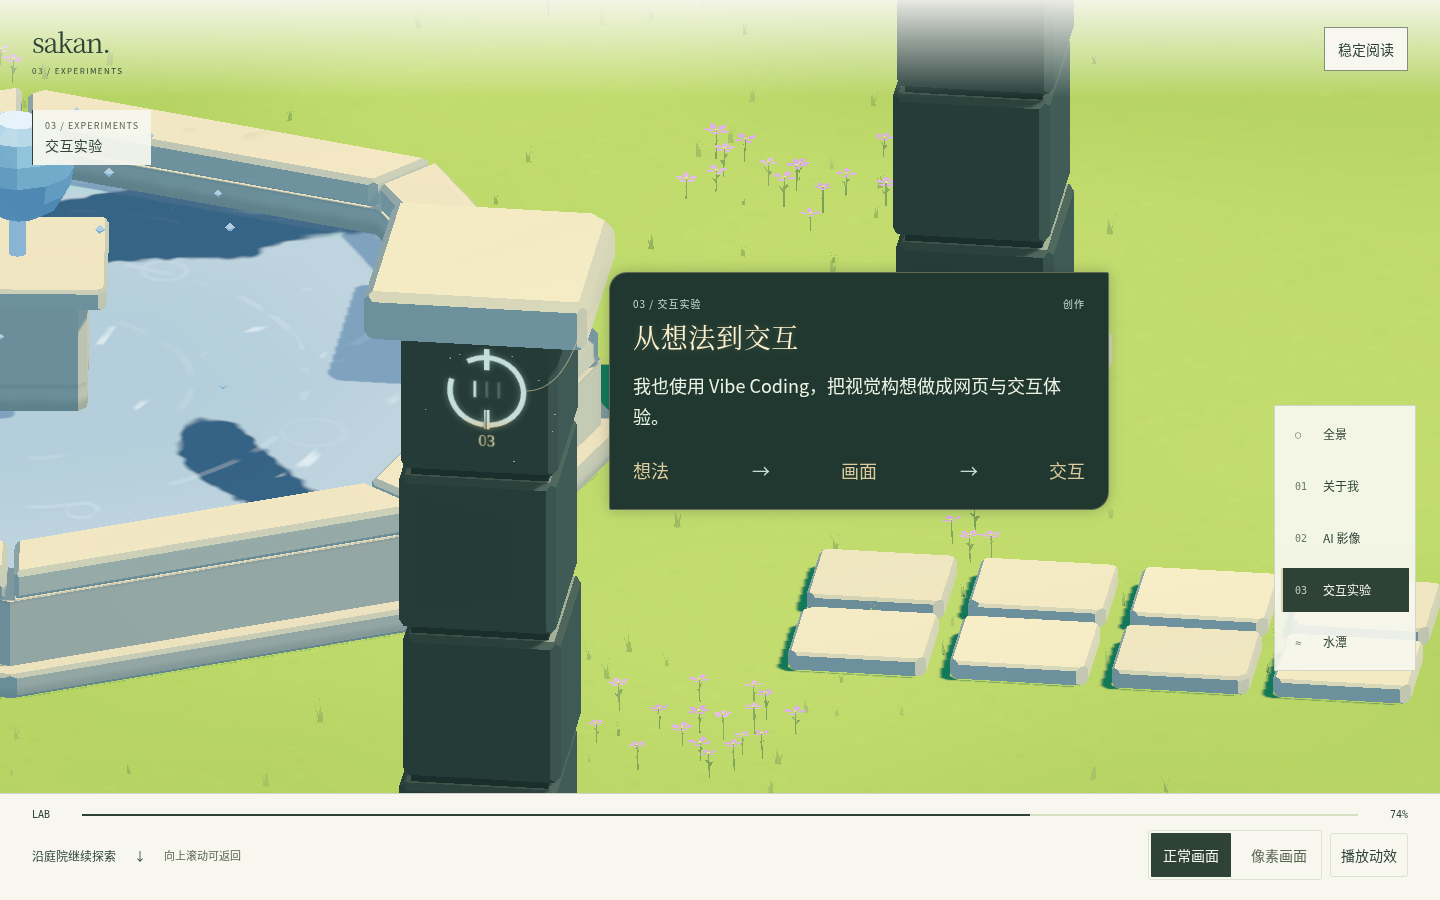 sakan.
03 / EXPERIMENTS
稳定阅读
03 / EXPERIMENTS
交互实验
03 / 交互实验
创作
从想法到交互
我也使用 Vibe Coding，把视觉构想做成网页与交互体
验。
想法 → 画面 → 交互
03
○ 全景
01 关于我
02 AI 影像
03 交互实验
≈ 水潭
LAB
74%
沿庭院继续探索 ↓ 向上滚动可返回
正常画面
像素画面
播放动效